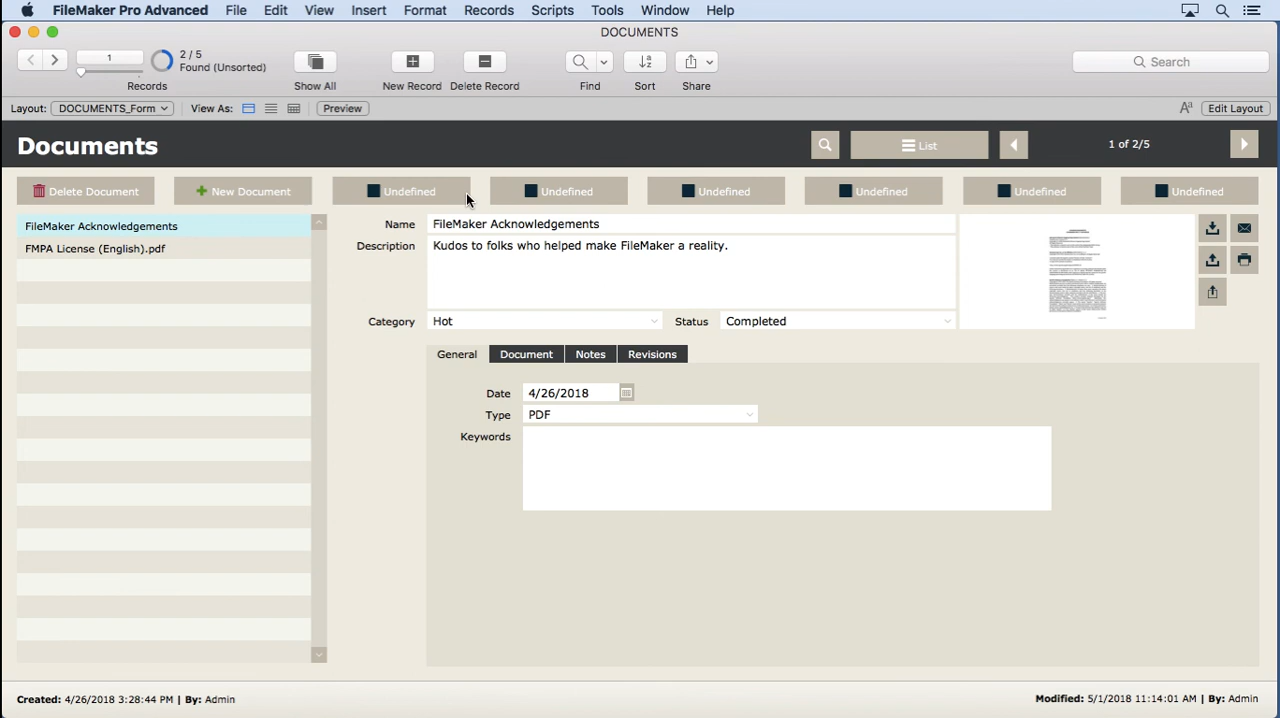 FileMaker Pro Advanced File Edit View Insert Format Records Scripts Tools Window Help
DOCUMENTS
1
2 / 5
Found (Unsorted)
Search
Records
Show All
New Record
Delete Record
Find
Sort
Share
Layout: DOCUMENTS_Form View As: Preview
Aª Edit Layout
Documents
List
1 of 2/5
Delete Document
New Document
Undefined
Undefined
Undefined
Undefined
Undefined
Undefined
FileMaker Acknowledgements
FMPA License (English).pdf
Name FileMaker Acknowledgements
Description Kudos to folks who helped make FileMaker a reality.
Category Hot
Status Completed
General Document Notes Revisions
Date 4/26/2018
Type PDF
Keywords
Created: 4/26/2018 3:28:44 PM | By: Admin
Modified: 5/1/2018 11:14:01 AM | By: Admin